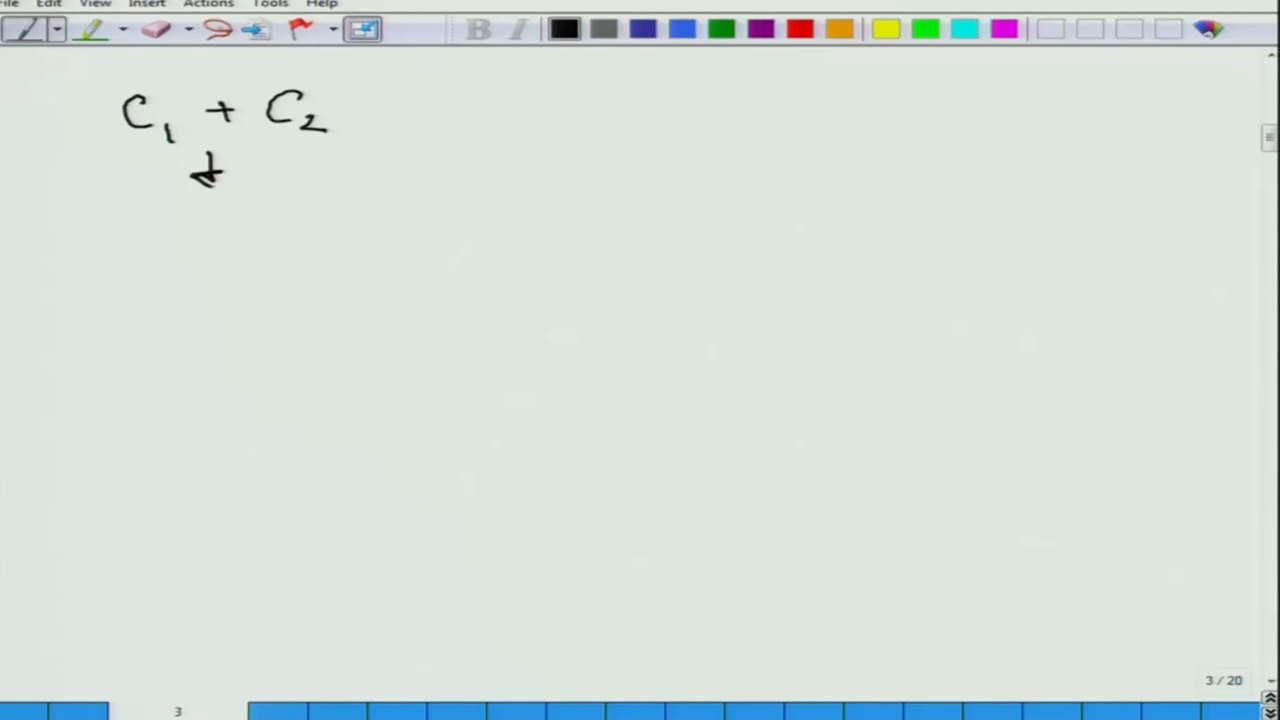 File Edit View Insert Actions Tools Help
B I
C₁ + C₂
↓
3 / 20
3